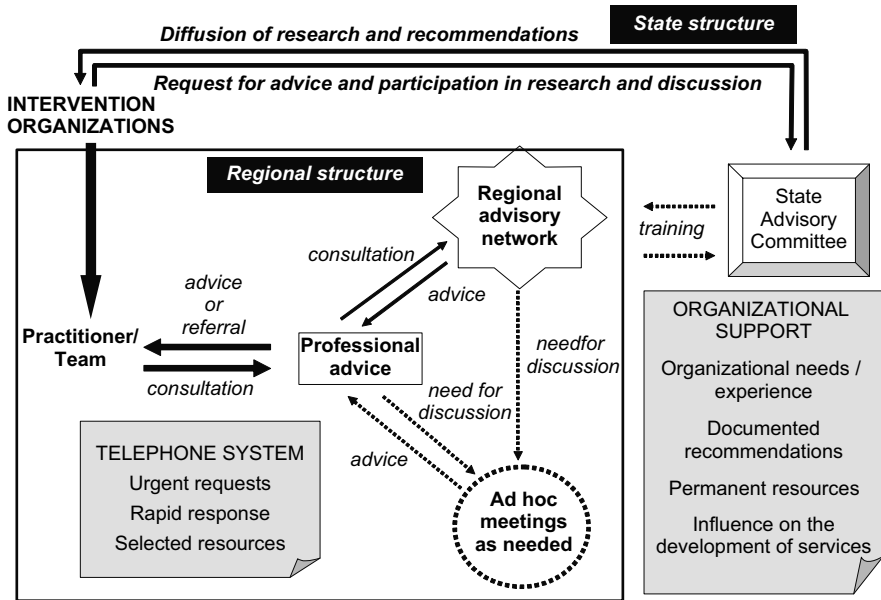 Diffusion of research and recommendations
State structure
Request for advice and participation in research and discussion
INTERVENTION
ORGANIZATIONS
Regional structure
Regional
advisory
network
State
Advisory
Committee
training
consultation
advice
advice
or
referral
Practitioner/
Team
Professional
advice
consultation
needfor
discussion
need for
discussion
advice
Ad hoc
meetings
as needed
TELEPHONE SYSTEM
Urgent requests
Rapid response
Selected resources
ORGANIZATIONAL
SUPPORT
Organizational needs /
experience
Documented
recommendations
Permanent resources
Influence on the
development of services